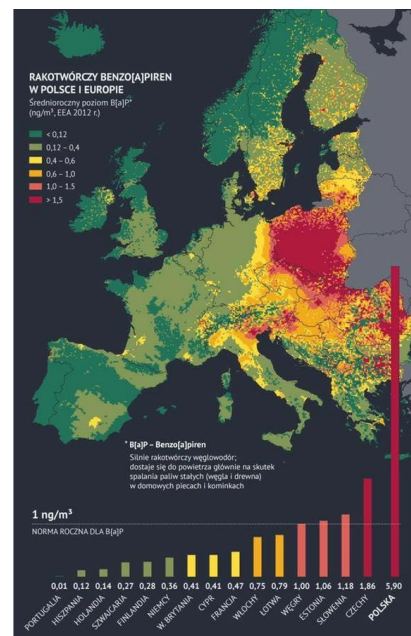 RAKOTWÓRCZY BENZO[A]PIREN
W POLSCE I EUROPIE
Średnioroczny poziom B[a]P*
(ng/m³, EEA 2012 r.)
< 0,12
0,12 – 0,4
0,4 – 0,6
0,6 – 1,0
1,0 – 1.5
> 1,5
* B[a]P – Benzo[a]piren
Silnie rakotwórczy węglowodór;
dostaje się do powietrza głównie na skutek
spalania paliw stałych (węgla i drewna)
w domowych piecach i kominkach
1 ng/m³
NORMA ROCZNA DLA B[a]P
0,01 0,12 0,14 0,27 0,28 0,36 0,41 0,41 0,47 0,75 0,79 1,00 1,06 1,18 1,86 5,90
PORTUGALIA
HISZPANIA
HOLANDIA
SZWAJCARIA
FINLANDIA
NIEMCY
W. BRYTANIA
CYPR
FRANCJA
WŁOCHY
ŁOTWA
WĘGRY
ESTONIA
SŁOWENIA
CZECHY
POLSKA